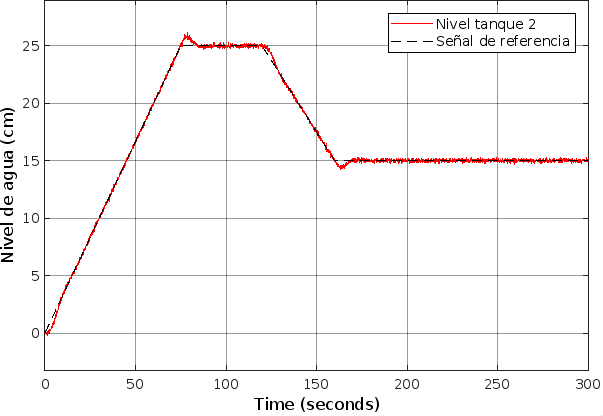 Nivel tanque 2
Señal de referencia
25
20
15
10
5
0
Nivel de agua (cm)
0 50 100 150 200 250 300
Time (seconds)